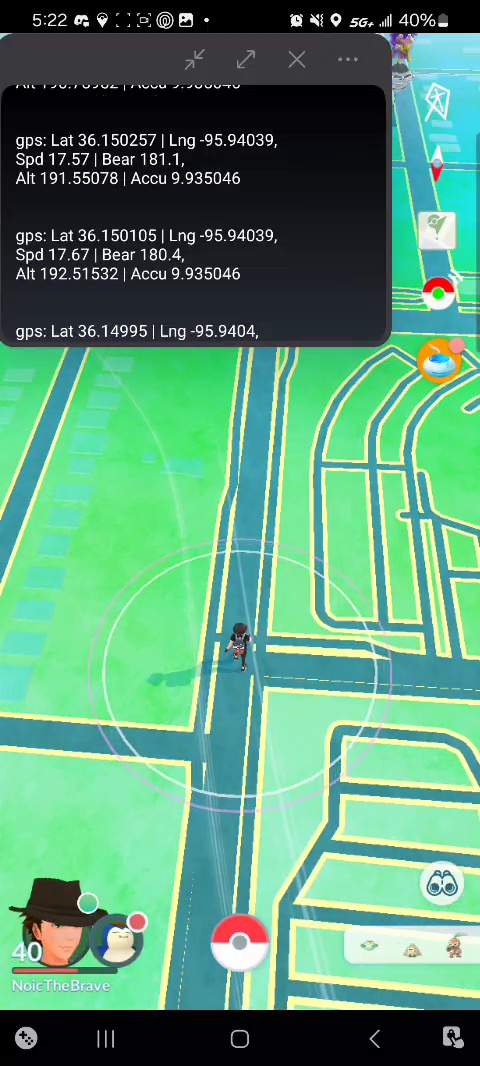 5:22
5G+
40%
gps: Lat 36.150257 | Lng -95.94039,
Spd 17.57 | Bear 181.1,
Alt 191.55078 | Accu 9.935046
gps: Lat 36.150105 | Lng -95.94039,
Spd 17.67 | Bear 180.4,
Alt 192.51532 | Accu 9.935046
gps: Lat 36.14995 | Lng -95.9404,
40
NoicTheBrave